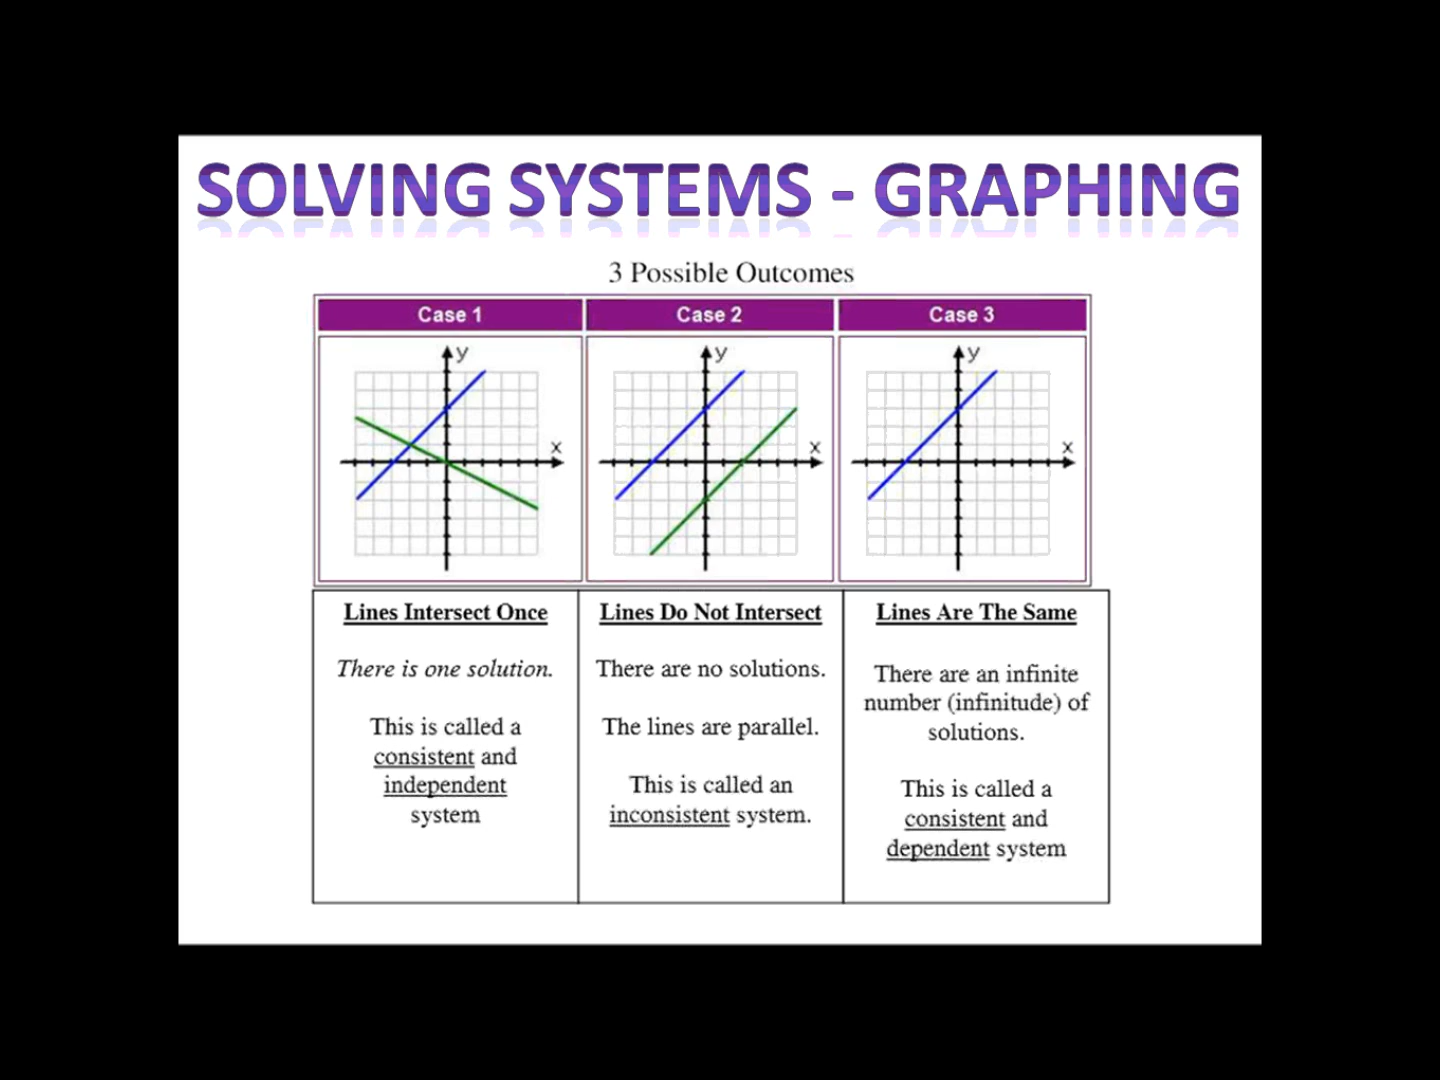 SOLVING SYSTEMS - GRAPHING
3 Possible Outcomes
Case 1
Case 2
Case 3
y
x
y
x
y
x
Lines Intersect Once
There is one solution.
This is called a
consistent and
independent
system
Lines Do Not Intersect
There are no solutions.
The lines are parallel.
This is called an
inconsistent system.
Lines Are The Same
There are an infinite
number (infinitude) of
solutions.
This is called a
consistent and
dependent system